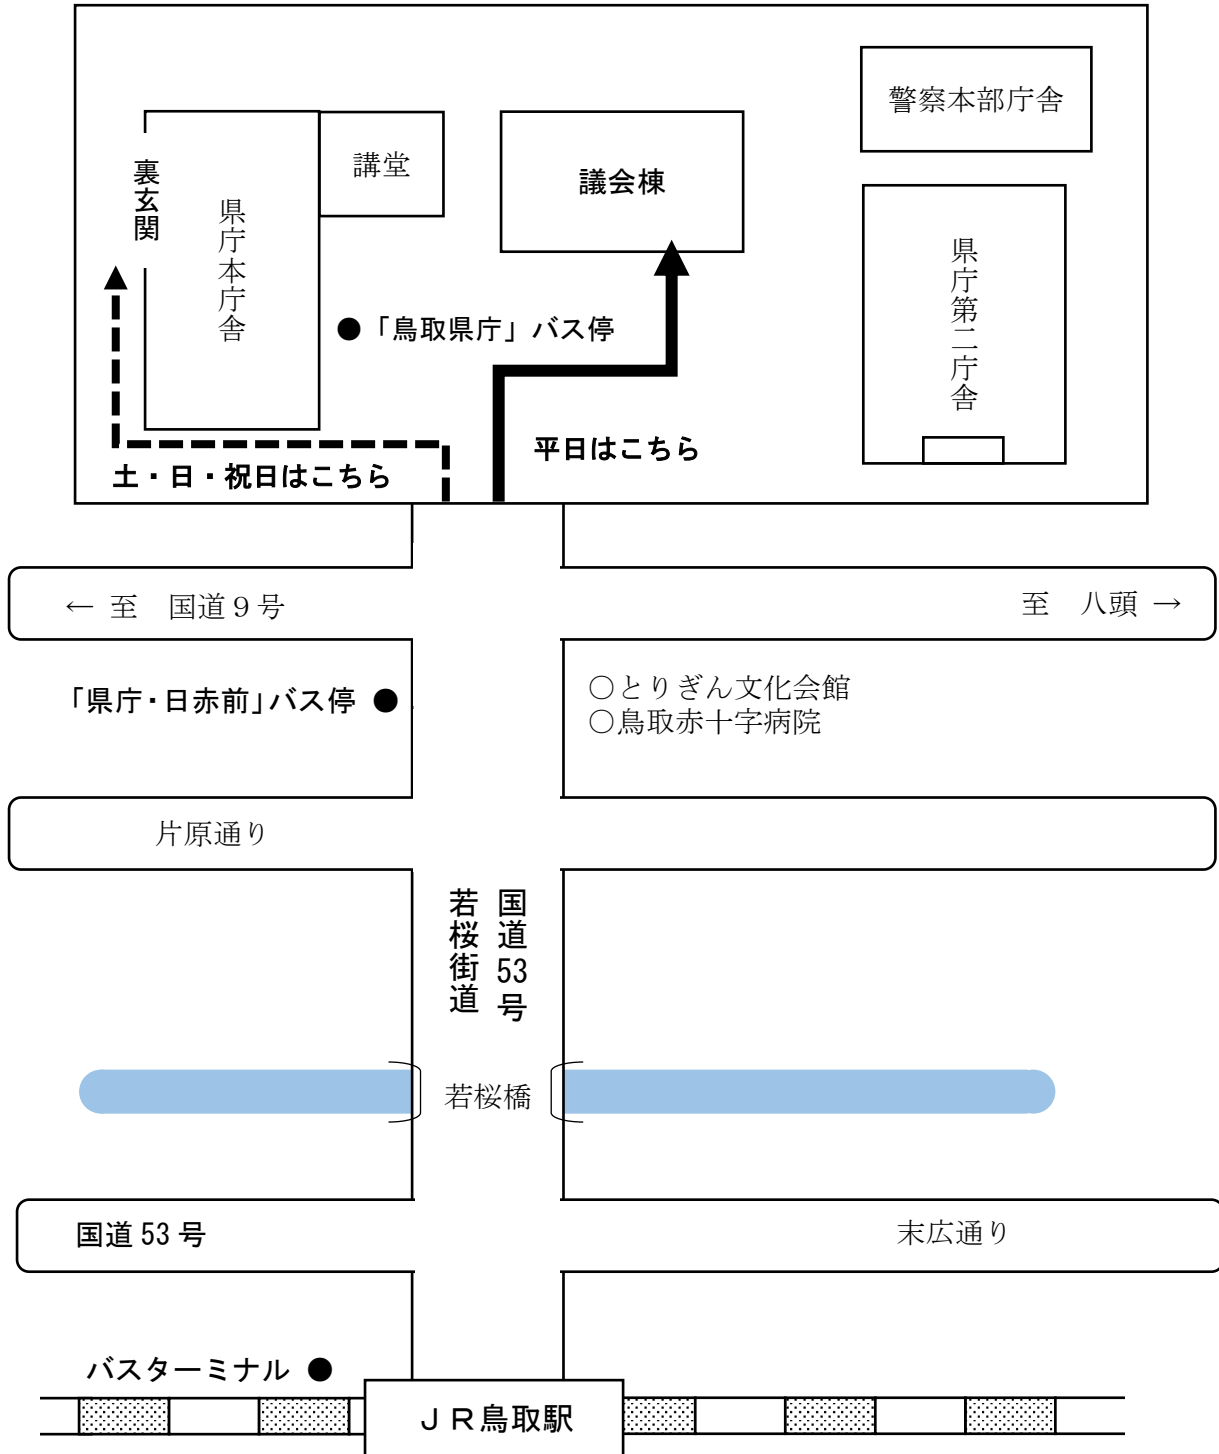 警察本部庁舎
講堂
議会棟
裏玄関
県庁本庁舎
県庁第二庁舎
●「鳥取県庁」バス停
平日はこちら
土・日・祝日はこちら
← 至　国道９号
至　八頭 →
「県庁・日赤前」バス停 ●
○とりぎん文化会館
○鳥取赤十字病院
片原通り
国道 53 号
若桜街道
若桜橋
国道 53 号
末広通り
バスターミナル ●
ＪＲ鳥取駅